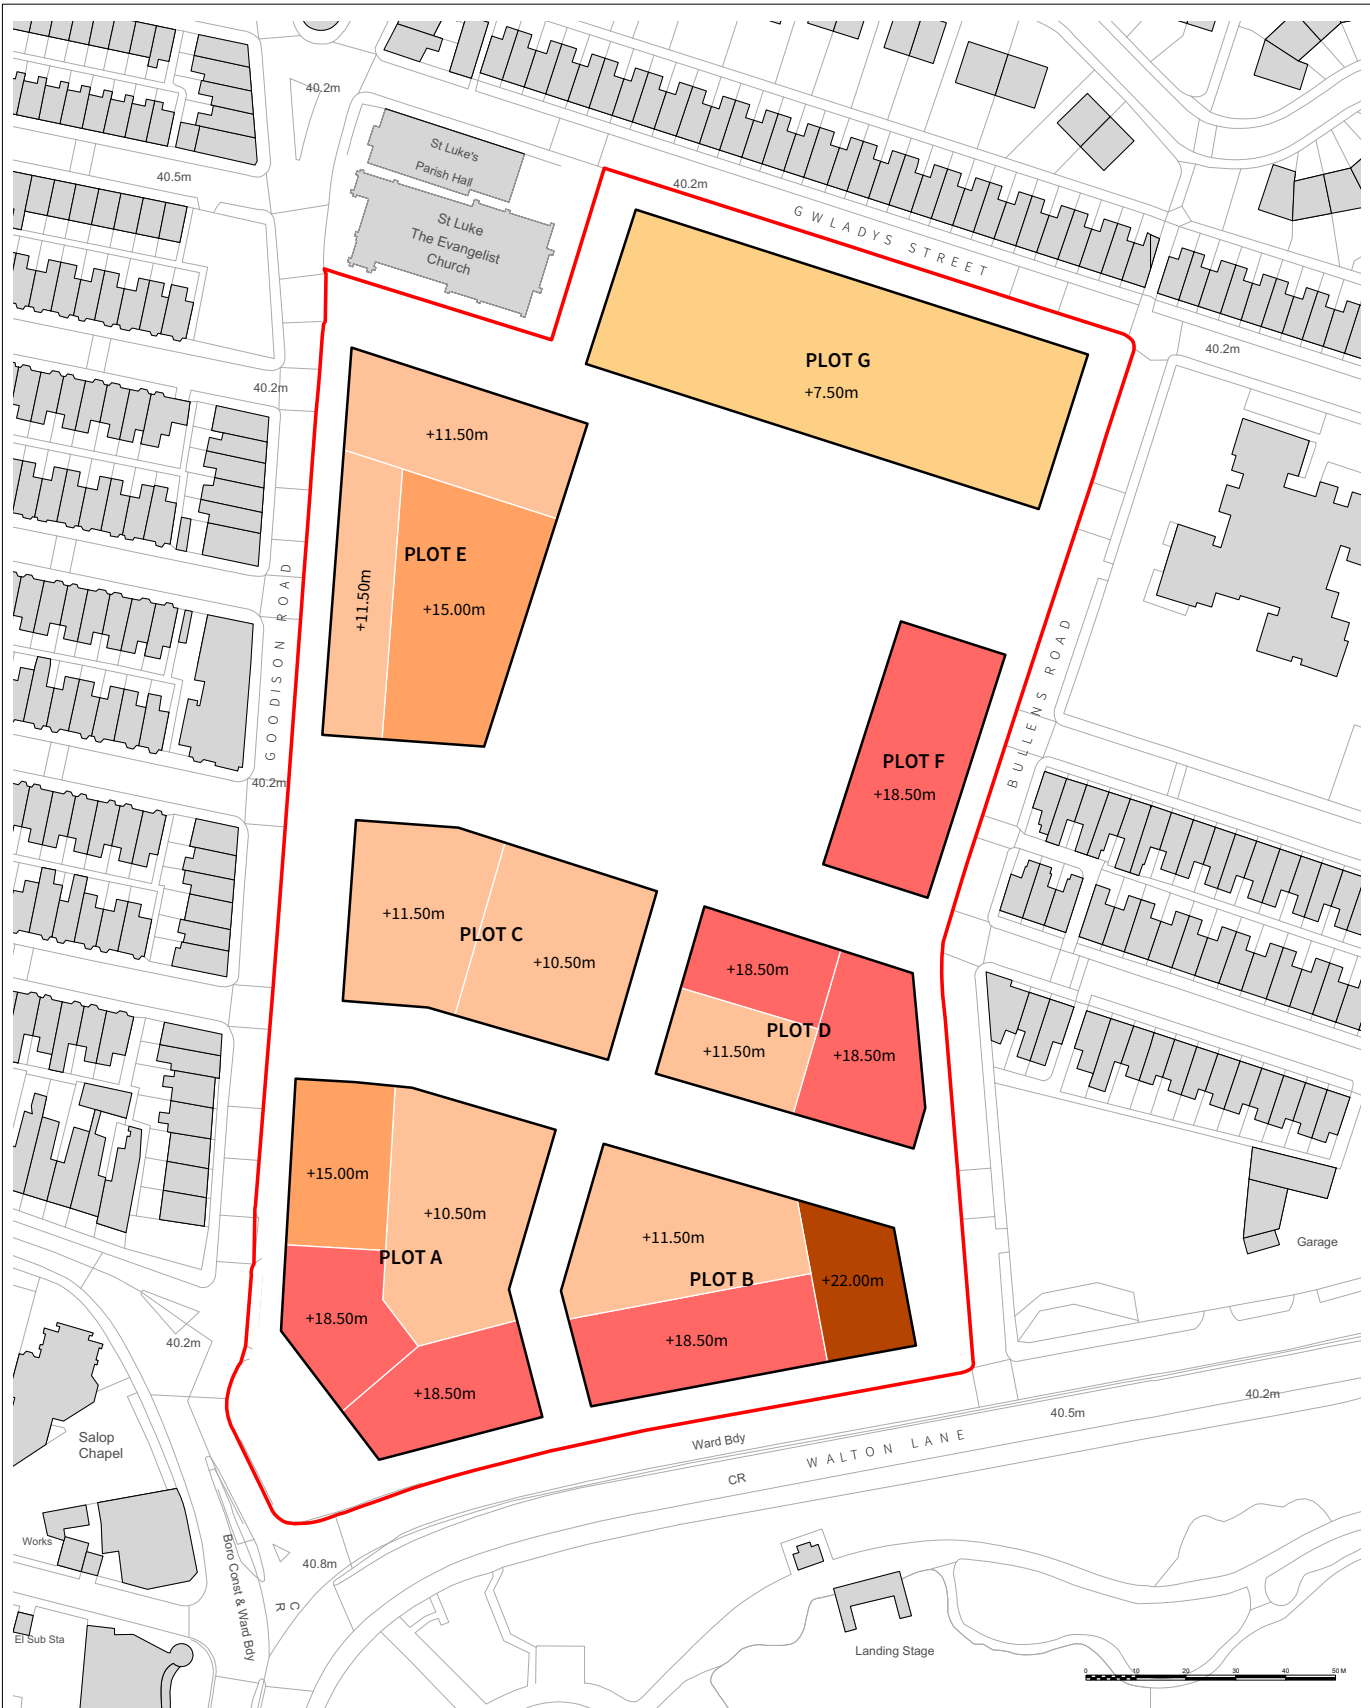 40.2m
St Luke's
Parish Hall
40.5m
40.2m
St Luke
The Evangelist
Church
GWLADYS STREET
40.2m
PLOT G
+7.50m
40.2m
+11.50m
PLOT E
+11.50m
+15.00m
GOODISON ROAD
BULLENS ROAD
PLOT F
+18.50m
40.2m
+11.50m
PLOT C
+10.50m
+18.50m
PLOT D
+11.50m
+18.50m
+15.00m
+10.50m
PLOT A
+18.50m
+18.50m
+11.50m
PLOT B
+22.00m
+18.50m
Garage
40.2m
40.2m
40.5m
Salop
Chapel
Ward Bdy
WALTON LANE
CR
Works
Boro Const & Ward Bdy
40.8m
C
R
El Sub Sta
Landing Stage
0 10 20 30 40 50 M